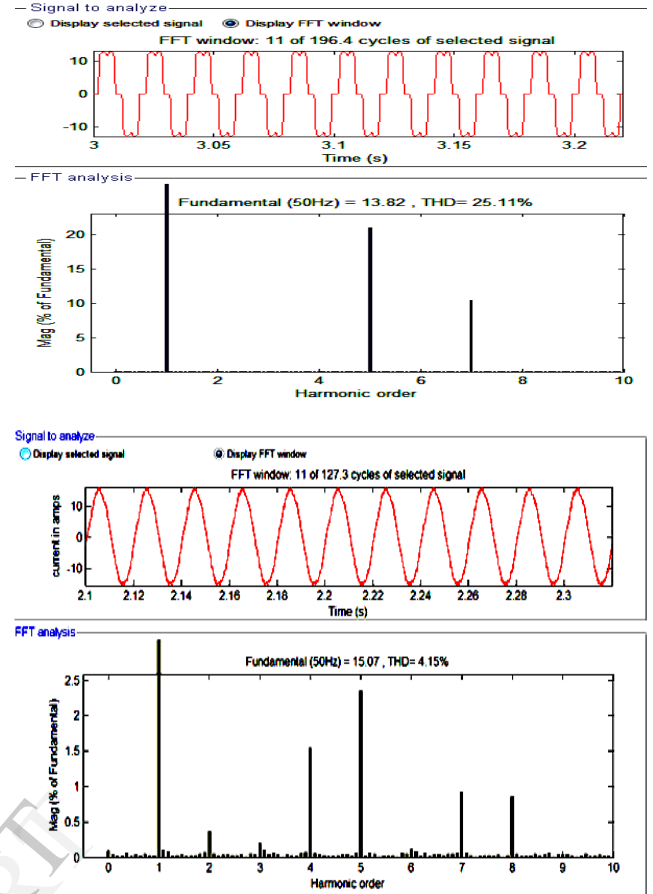 Signal to analyze
Display selected signal Display FFT window
FFT window: 11 of 196.4 cycles of selected signal
10
0
-10
3 3.05 3.1 3.15 3.2
Time (s)
FFT analysis
Fundamental (50Hz) = 13.82 , THD= 25.11%
20
15
10
5
0
Mag (% of Fundamental)
0 2 4 6 8 10
Harmonic order
Signal to analyze
Display selected signal Display FFT window
FFT window: 11 of 127.3 cycles of selected signal
current in amps
10
0
-10
2.1 2.12 2.14 2.16 2.18 2.2 2.22 2.24 2.26 2.28 2.3
Time (s)
FFT analysis
Fundamental (50Hz) = 15.07 , THD= 4.15%
2.5
2
1.5
1
0.5
0
Mag (% of Fundamental)
0 1 2 3 4 5 6 7 8 9 10
Harmonic order